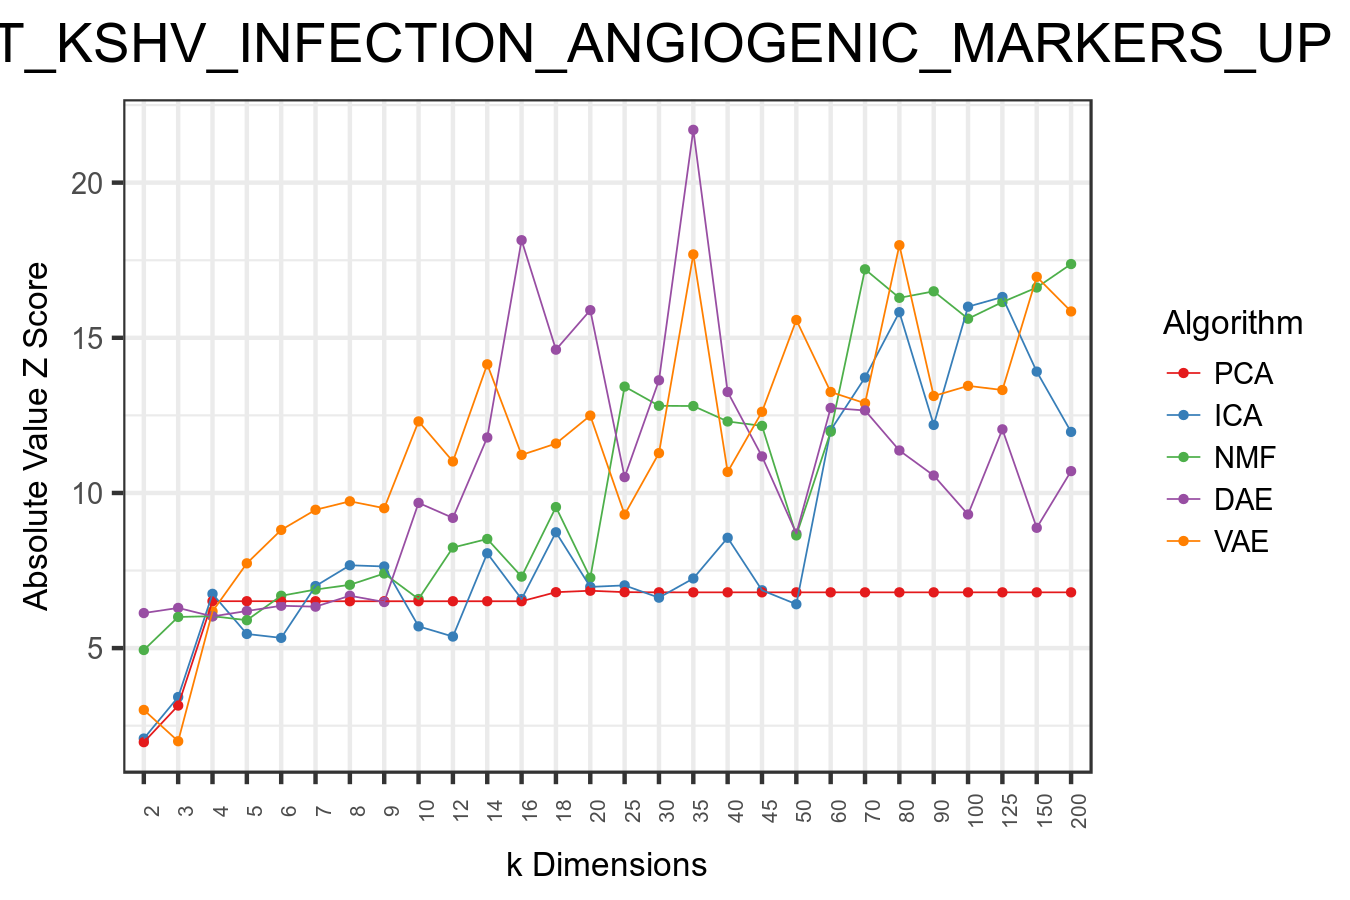 T_KSHV_INFECTION_ANGIOGENIC_MARKERS_UP
20
15
10
5
Absolute Value Z Score
2 3 4 5 6 7 8 9 10 12 14 16 18 20 25 30 35 40 45 50 60 70 80 90 100 125 150 200
k Dimensions
Algorithm
PCA
ICA
NMF
DAE
VAE